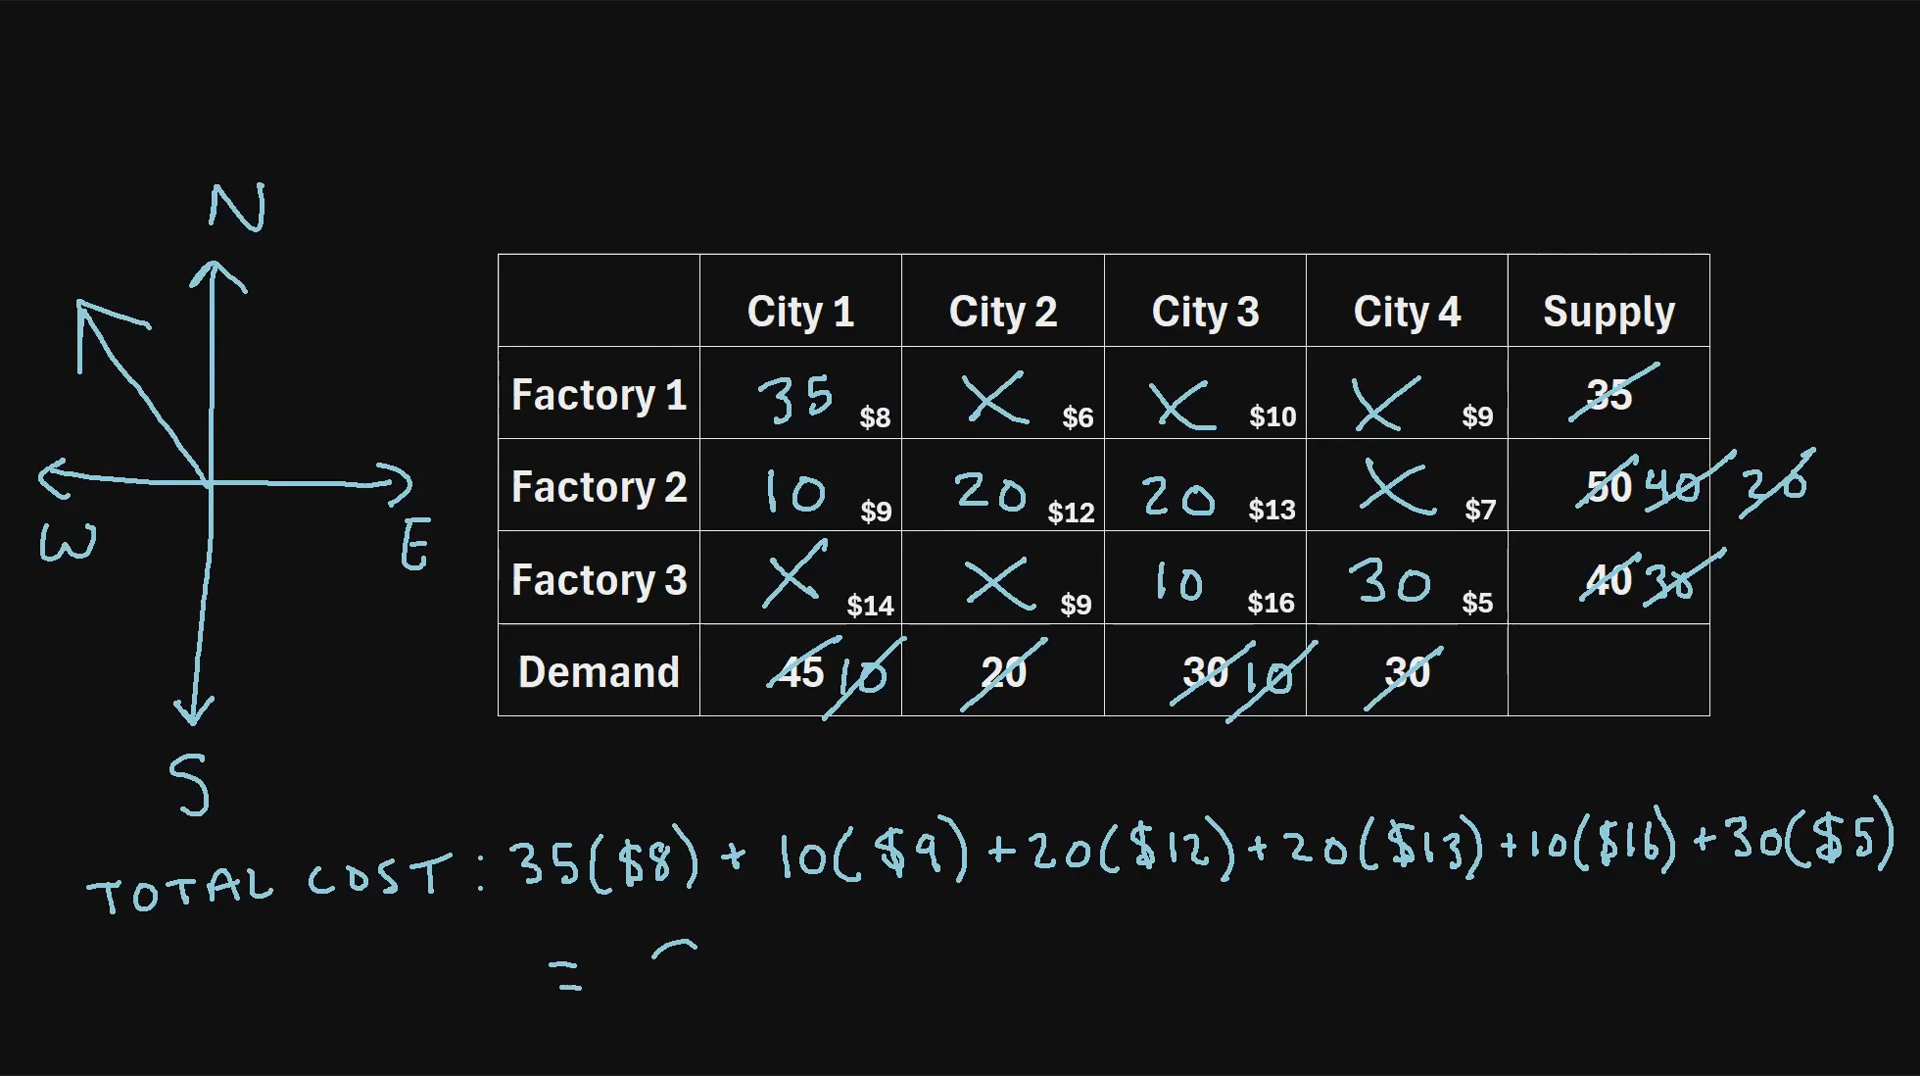 N
W
E
S
City 1 City 2 City 3 City 4 Supply
Factory 1 35 $8 X $6 X $10 X $9 35
Factory 2 10 $9 20 $12 20 $13 X $7 50 40 20
Factory 3 X $14 X $9 10 $16 30 $5 40 30
Demand 45 10 20 30 10 30
TOTAL COST: 35($8) + 10($9) + 20($12) + 20($13) + 10($16) + 30($5)
=